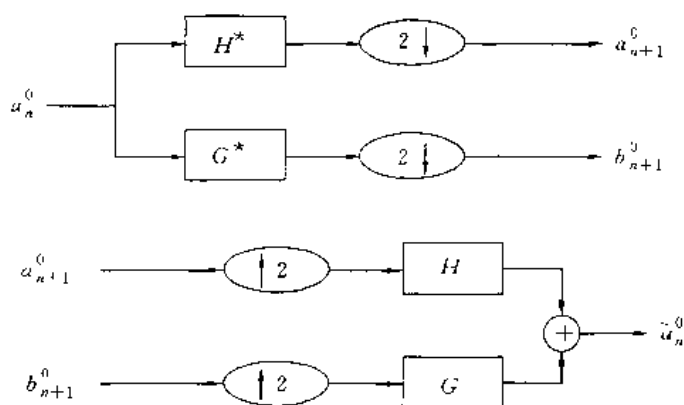 H* 2↓ a⁰ₙ₊₁
a⁰ₙ
G* 2↓ b⁰ₙ₊₁
a⁰ₙ₊₁ ↑2 H
+ ã⁰ₙ
b⁰ₙ₊₁ ↑2 G